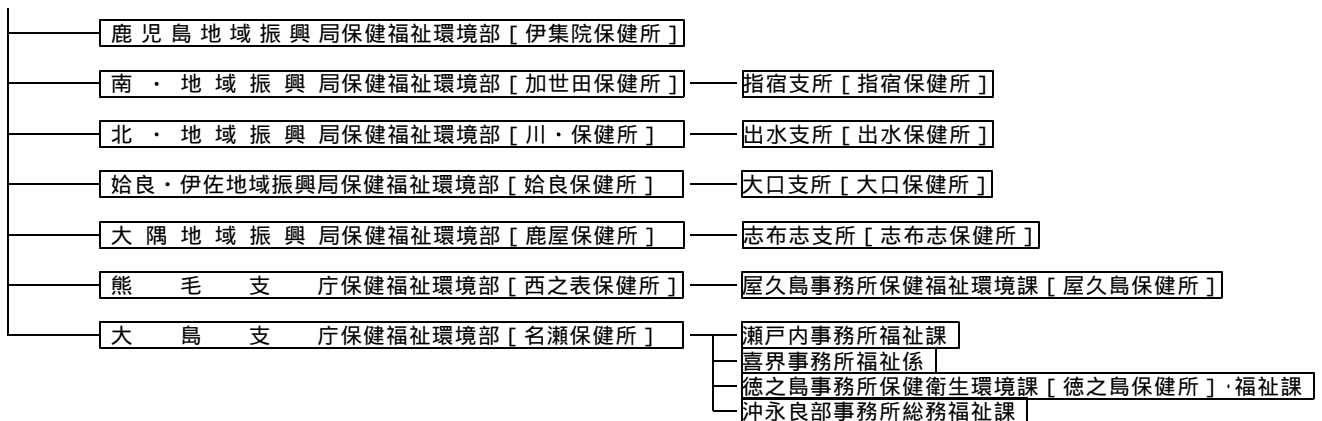 鹿児島地域振興局保健福祉環境部[伊集院保健所]
南・地域振興局保健福祉環境部[加世田保健所] 指宿支所[指宿保健所]
北・地域振興局保健福祉環境部[川・保健所] 出水支所[出水保健所]
姶良・伊佐地域振興局保健福祉環境部[姶良保健所] 大口支所[大口保健所]
大隅地域振興局保健福祉環境部[鹿屋保健所] 志布志支所[志布志保健所]
熊毛支庁保健福祉環境部[西之表保健所] 屋久島事務所保健福祉環境課[屋久島保健所]
大島支庁保健福祉環境部[名瀬保健所] 瀬戸内事務所福祉課
喜界事務所福祉係
徳之島事務所保健衛生環境課[徳之島保健所]・福祉課
沖永良部事務所総務福祉課